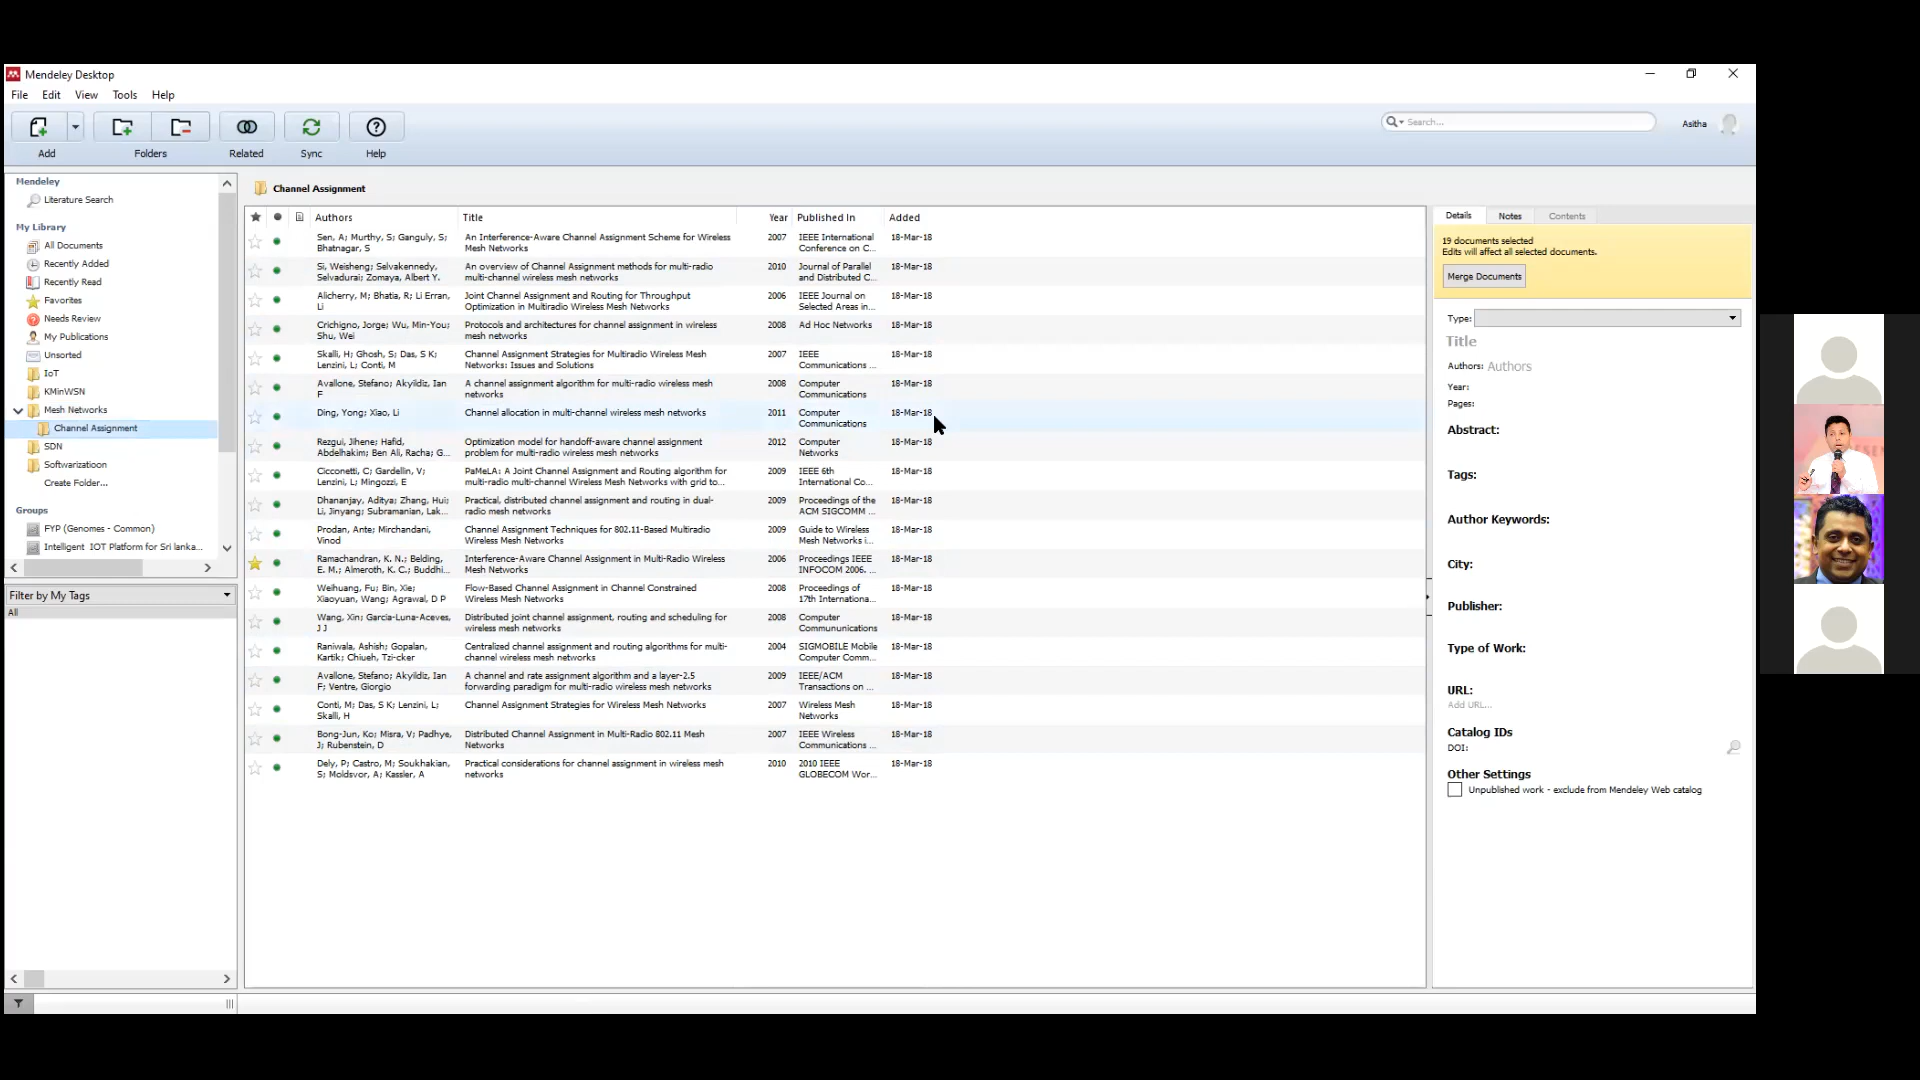 Mendeley Desktop
File Edit View Tools Help
Search...
Asitha
Add Folders Related Sync Help
Mendeley
Literature Search
My Library
All Documents
Recently Added
Recently Read
Favorites
Needs Review
My Publications
Unsorted
IoT
KMinWSN
Mesh Networks
Channel Assignment
SDN
Softwarizatioon
Create Folder...
Groups
FYP (Genomes - Common)
Intelligent IOT Platform for Sri lanka...
Filter by My Tags
All
Channel Assignment
Authors Title Year Published In Added
Sen, A; Murthy, S; Ganguly, S; An Interference-Aware Channel Assignment Scheme for Wireless 2007 IEEE International 18-Mar-18
Bhatnagar, S Mesh Networks Conference on C...
Si, Weisheng; Selvakennedy, An overview of Channel Assignment methods for multi-radio 2010 Journal of Parallel 18-Mar-18
Selvadurai; Zomaya, Albert Y. multi-channel wireless mesh networks and Distributed C...
Alicherry, M; Bhatia, R; Li Erran, Joint Channel Assignment and Routing for Throughput 2006 IEEE Journal on 18-Mar-18
Li Optimization in Multiradio Wireless Mesh Networks Selected Areas in...
Crichigno, Jorge; Wu, Min-You; Protocols and architectures for channel assignment in wireless 2008 Ad Hoc Networks 18-Mar-18
Shu, Wei mesh networks
Skalli, H; Ghosh, S; Das, S K; Channel Assignment Strategies for Multiradio Wireless Mesh 2007 IEEE 18-Mar-18
Lenzini, L; Conti, M Networks: Issues and Solutions Communications ...
Avallone, Stefano; Akyildiz, Ian A channel assignment algorithm for multi-radio wireless mesh 2008 Computer 18-Mar-18
F networks Communications
Ding, Yong; Xiao, Li Channel allocation in multi-channel wireless mesh networks 2011 Computer 18-Mar-18
Communications
Rezgui, Jihene; Hafid, Optimization model for handoff-aware channel assignment 2012 Computer 18-Mar-18
Abdelhakim; Ben Ali, Racha; G... problem for multi-radio wireless mesh networks Networks
Cicconetti, C; Gardellin, V; PaMeLA: A Joint Channel Assignment and Routing algorithm for 2009 IEEE 6th 18-Mar-18
Lenzini, L; Mingozzi, E multi-radio multi-channel Wireless Mesh Networks with grid to... International Co...
Dhananjay, Aditya; Zhang, Hui; Practical, distributed channel assignment and routing in dual- 2009 Proceedings of the 18-Mar-18
Li, Jinyang; Subramanian, Lak... radio mesh networks ACM SIGCOMM ...
Prodan, Ante; Mirchandani, Channel Assignment Techniques for 802.11-Based Multiradio 2009 Guide to Wireless 18-Mar-18
Vinod Wireless Mesh Networks Mesh Networks i...
Ramachandran, K. N.; Belding, Interference-Aware Channel Assignment in Multi-Radio Wireless 2006 Proceedings IEEE 18-Mar-18
E. M.; Almeroth, K. C.; Buddhi... Mesh Networks INFOCOM 2006. ...
Weihuang, Fu; Bin, Xie; Flow-Based Channel Assignment in Channel Constrained 2008 Proceedings of 18-Mar-18
Xiaoyuan, Wang; Agrawal, D P Wireless Mesh Networks 17th Internationa...
Wang, Xin; Garcia-Luna-Aceves, Distributed joint channel assignment, routing and scheduling for 2008 Computer 18-Mar-18
J J wireless mesh networks Commununications
Raniwala, Ashish; Gopalan, Centralized channel assignment and routing algorithms for multi- 2004 SIGMOBILE Mobile 18-Mar-18
Kartik; Chiueh, Tzi-cker channel wireless mesh networks Computer Comm...
Avallone, Stefano; Akyildiz, Ian A channel and rate assignment algorithm and a layer-2.5 2009 IEEE/ACM 18-Mar-18
F; Ventre, Giorgio forwarding paradigm for multi-radio wireless mesh networks Transactions on ...
Conti, M; Das, S K; Lenzini, L; Channel Assignment Strategies for Wireless Mesh Networks 2007 Wireless Mesh 18-Mar-18
Skalli, H Networks
Bong-Jun, Ko; Misra, V; Padhye, Distributed Channel Assignment in Multi-Radio 802.11 Mesh 2007 IEEE Wireless 18-Mar-18
J; Rubenstein, D Networks Communications ...
Dely, P; Castro, M; Soukhakian, Practical considerations for channel assignment in wireless mesh 2010 2010 IEEE 18-Mar-18
S; Moldsvor, A; Kassler, A networks GLOBECOM Wor...
Details Notes Contents
19 documents selected
Edits will affect all selected documents.
Merge Documents
Type:
Title
Authors: Authors
Year:
Pages:
Abstract:
Tags:
Author Keywords:
City:
Publisher:
Type of Work:
URL:
Add URL...
Catalog IDs
DOI:
Other Settings
Unpublished work - exclude from Mendeley Web catalog